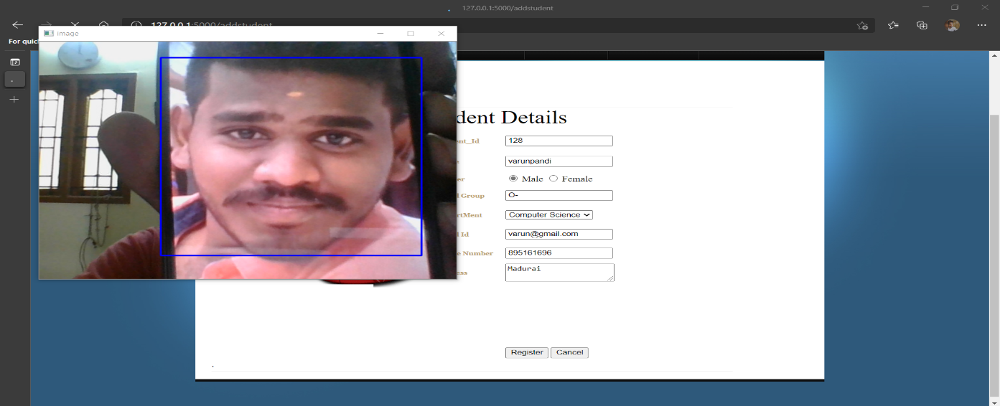 127.0.0.1:5000/addstudent
127.0.0.1:5000/addstudent
image
For quic
dent Details
ent_Id 128
varunpandi
er Male Female
d Group O-
rtMent Computer Science
l Id varun@gmail.com
e Number 895161696
ess Madurai
Register Cancel